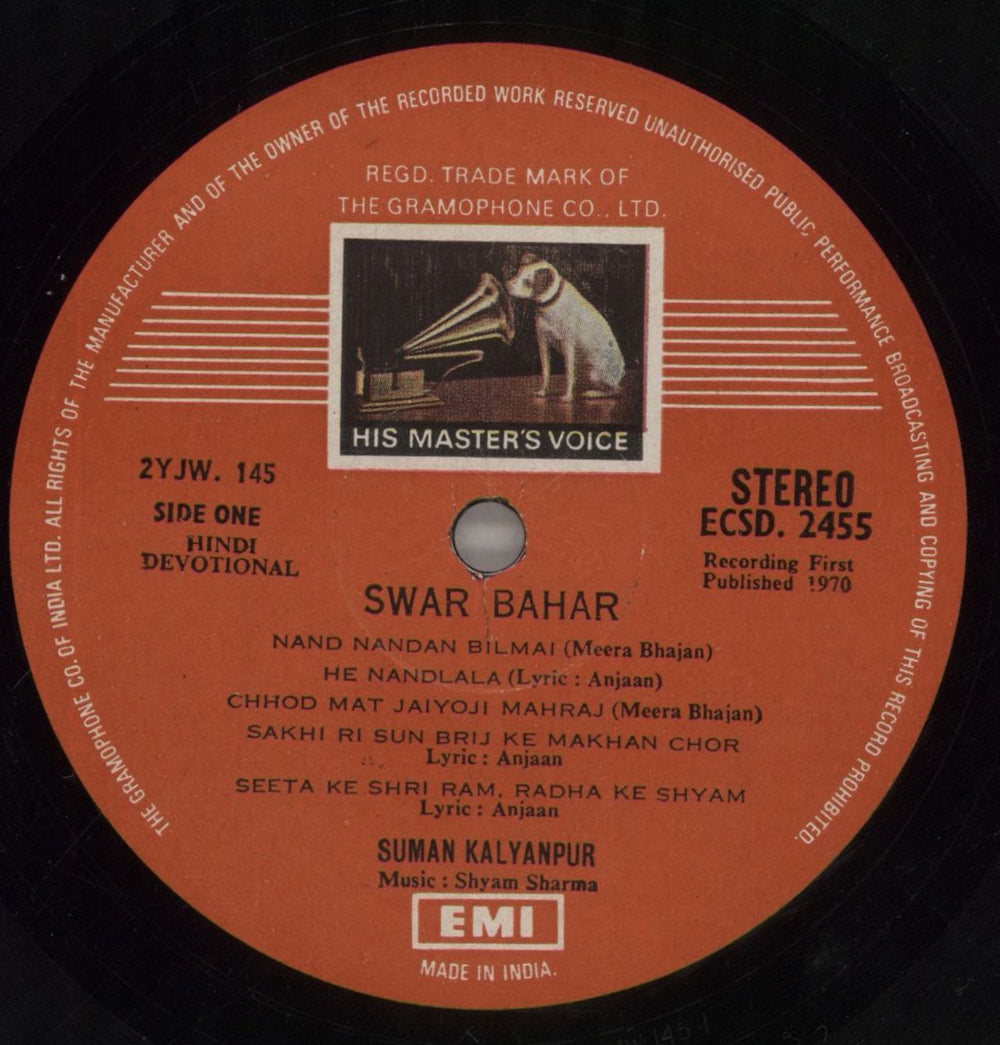 THE GRAMOPHONE CO. OF INDIA LTD. ALL RIGHTS OF THE MANUFACTURER AND OF THE OWNER OF THE RECORDED WORK RESERVED UNAUTHORISED PUBLIC PERFORMANCE BROADCASTING AND COPYING OF THIS RECORD PROHIBITED.
REGD. TRADE MARK OF
THE GRAMOPHONE CO., LTD.
HIS MASTER'S VOICE
2YJW. 145
SIDE ONE
HINDI
DEVOTIONAL
STEREO
ECSD. 2455
Recording First
Published 1970
SWAR BAHAR
NAND NANDAN BILMAI (Meera Bhajan)
HE NANDLALA (Lyric : Anjaan)
CHHOD MAT JAIYOJI MAHRAJ (Meera Bhajan)
SAKHI RI SUN BRIJ KE MAKHAN CHOR
Lyric : Anjaan
SEETA KE SHRI RAM, RADHA KE SHYAM
Lyric : Anjaan
SUMAN KALYANPUR
Music : Shyam Sharma
EMI
MADE IN INDIA.